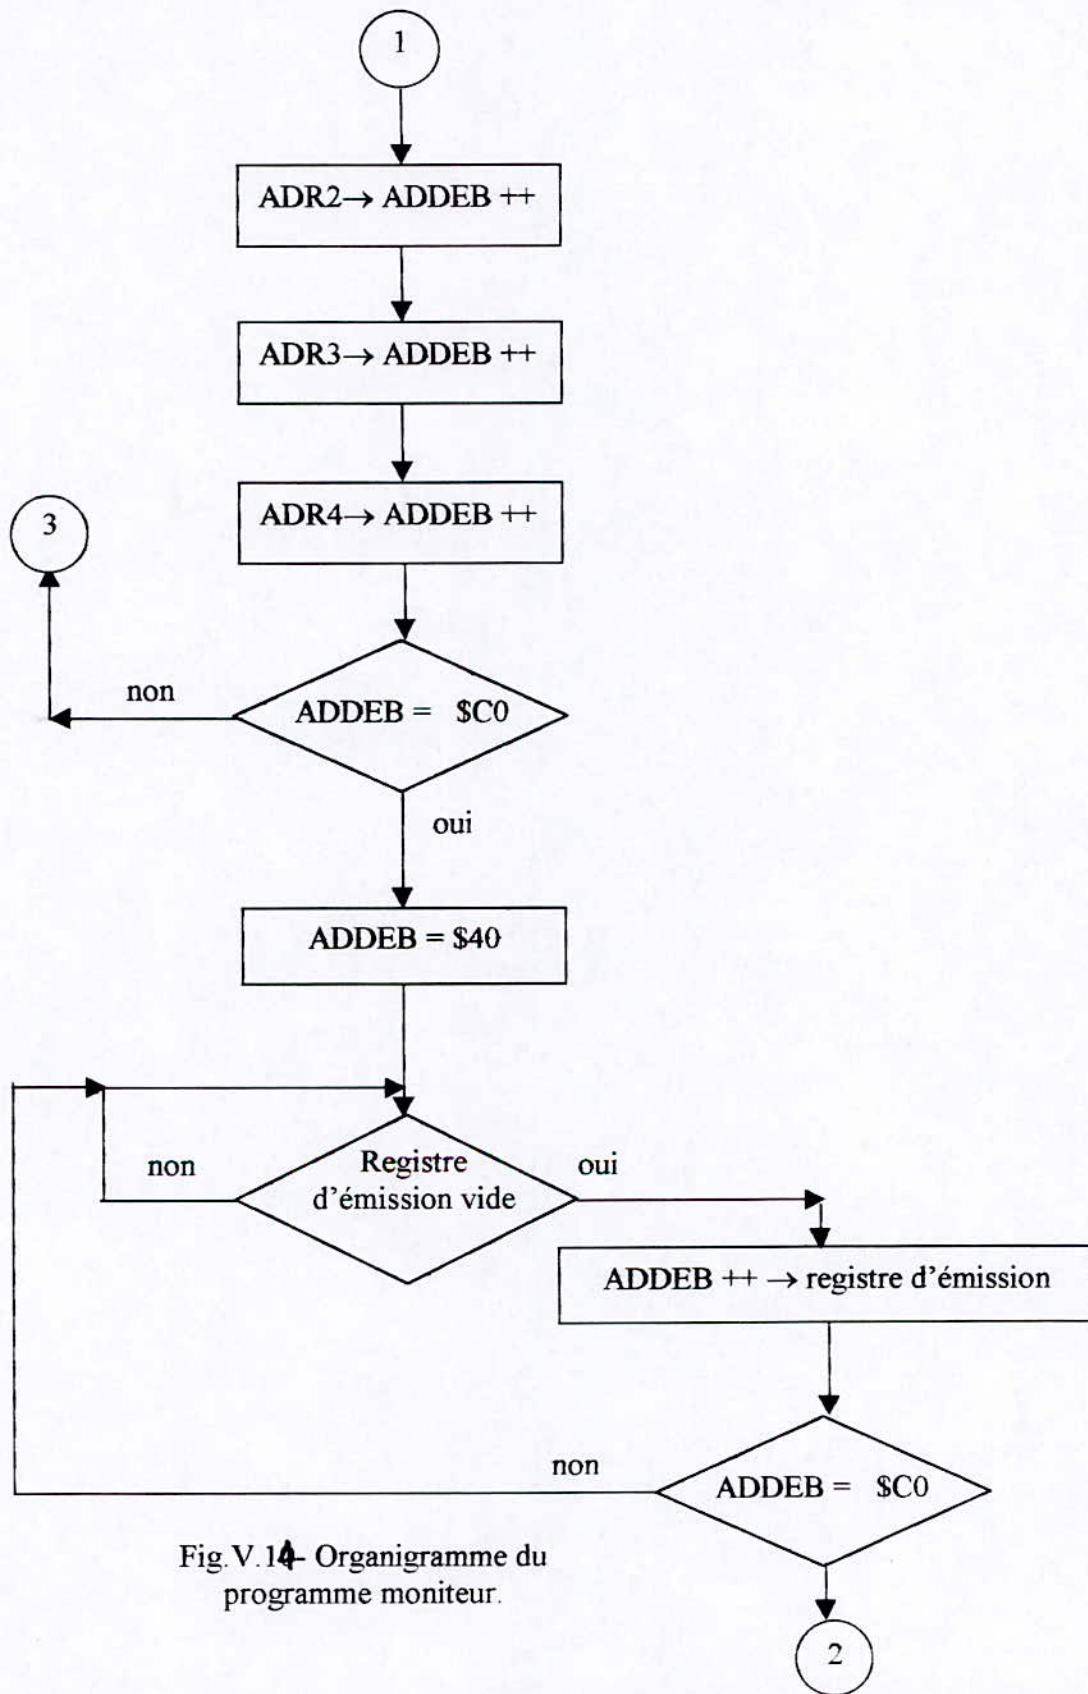 1
ADR2→ ADDEB ++
ADR3→ ADDEB ++
ADR4→ ADDEB ++
3
non
ADDEB = $C0
oui
ADDEB = $40
non
Registre
d'émission vide
oui
ADDEB ++ → registre d'émission
non
ADDEB = $C0
Fig.V.14- Organigramme du
programme moniteur.
2